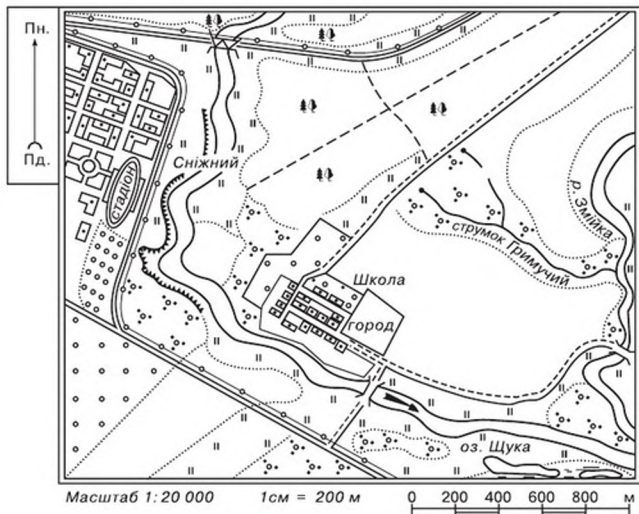 Пн.
Пд.
Сніжний
стадіон
р. Змійка
струмок Гримучий
Школа
город
оз. Щука
Масштаб 1: 20 000 1см = 200 м
0 200 400 600 800 м